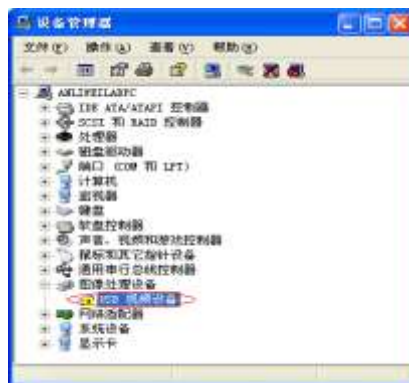 设备管理器
文件(F) 操作(A) 查看(V) 帮助(H)
IDE ATA/ATAPI 控制器
SCSI 和 RAID 控制器
处理器
磁盘驱动器
端口 (COM 和 LPT)
计算机
监视器
键盘
软盘控制器
声音、视频和游戏控制器
鼠标和其它指针设备
通用串行总线控制器
图像处理设备
USB 视频设备
网络适配器
系统设备
显示卡